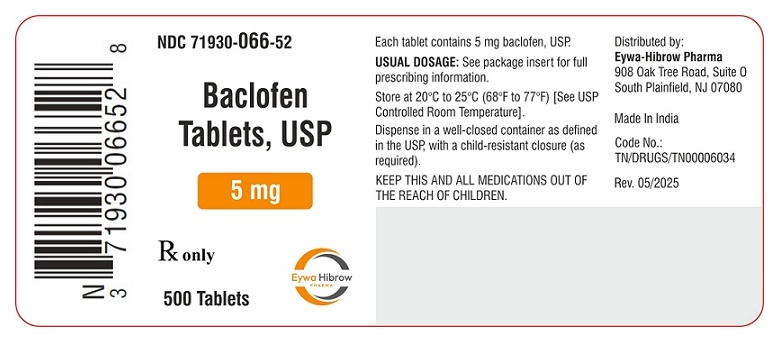 N
3
71930 06652
8
NDC 71930-066-52
Baclofen
Tablets, USP
5 mg
Rx only
500 Tablets
Eywa Hibrow
PHARMA
Each tablet contains 5 mg baclofen, USP.
USUAL DOSAGE: See package insert for full
prescribing information.
Store at 20°C to 25°C (68°F to 77°F) [See USP
Controlled Room Temperature].
Dispense in a well-closed container as defined
in the USP, with a child-resistant closure (as
required).
KEEP THIS AND ALL MEDICATIONS OUT OF
THE REACH OF CHILDREN.
Distributed by:
Eywa-Hibrow Pharma
908 Oak Tree Road, Suite O
South Plainfield, NJ 07080
Made In India
Code No.:
TN/DRUGS/TN00006034
Rev. 05/2025